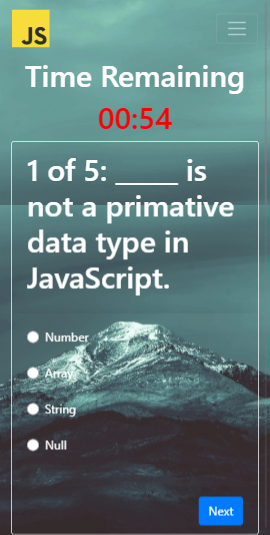 JS
Time Remaining
00:54
1 of 5: _____ is
not a primative
data type in
JavaScript.
Number
Array
String
Null
Next